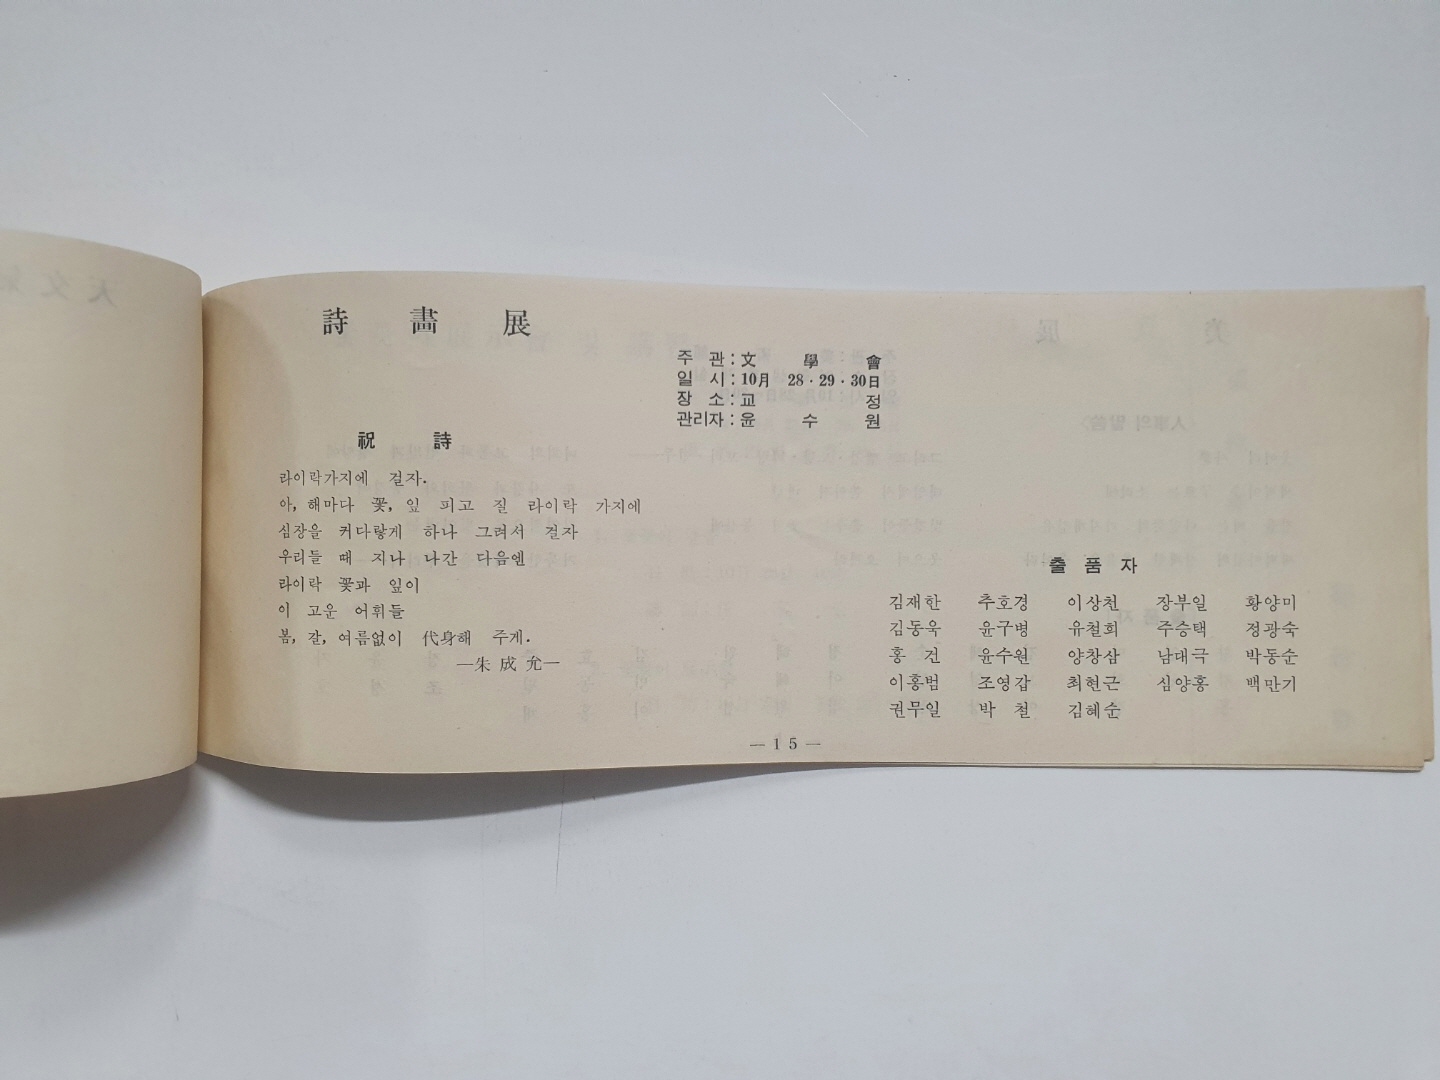 詩 畵 展
주 관 : 文 學 會
일 시 : 10月 28 · 29 · 30日
장 소 : 교 정
관리자 : 윤 수 원
祝 詩
라이락가지에 걸자.
아, 해마다 꽃, 잎 피고 질 라이락 가지에
심장을 커다랗게 하나 그려서 걸자
우리들 때 지나 나간 다음엔
라이락 꽃과 잎이
이 고운 어휘들
봄, 갈, 여름없이 代身해 주게.
—朱 成 允—
출 품 자
김재한 추호경 이상천 장부일 황양미
김동욱 윤구병 유철희 주승택 정광숙
홍 건 윤수원 양창삼 남대극 박동순
이홍범 조영갑 최현근 심양홍 백만기
권무일 박 철 김혜순
— 1 5 —